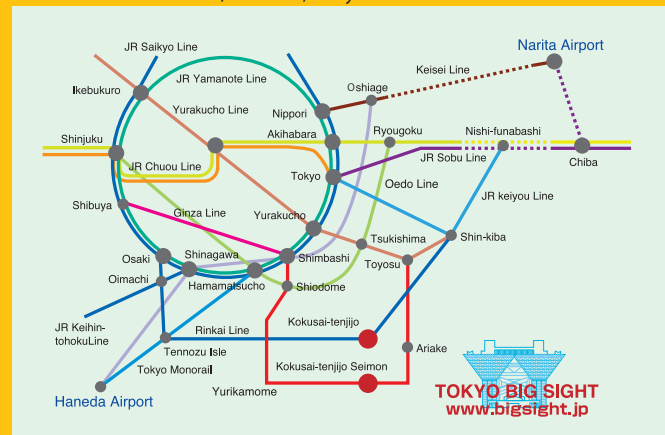 JR Saikyo Line
Narita Airport
JR Yamanote Line
Keisei Line
Ikebukuro
Oshiage
Yurakucho Line
Nippori
Shinjuku
Akihabara
Ryougoku
Nishi-funabashi
JR Chuou Line
Tokyo
JR Sobu Line
Chiba
Oedo Line
Shibuya
Ginza Line
JR keiyou Line
Yurakucho
Tsukishima
Shin-kiba
Osaki
Shinagawa
Shimbashi
Toyosu
Oimachi
Hamamatsucho
Shiodome
JR Keihin-
tohokuLine
Rinkai Line
Kokusai-tenjijo
Tennozu Isle
Ariake
Tokyo Monorail
Kokusai-tenjijo Seimon
Haneda Airport
Yurikamome
TOKYO BIG SIGHT
www.bigsight.jp